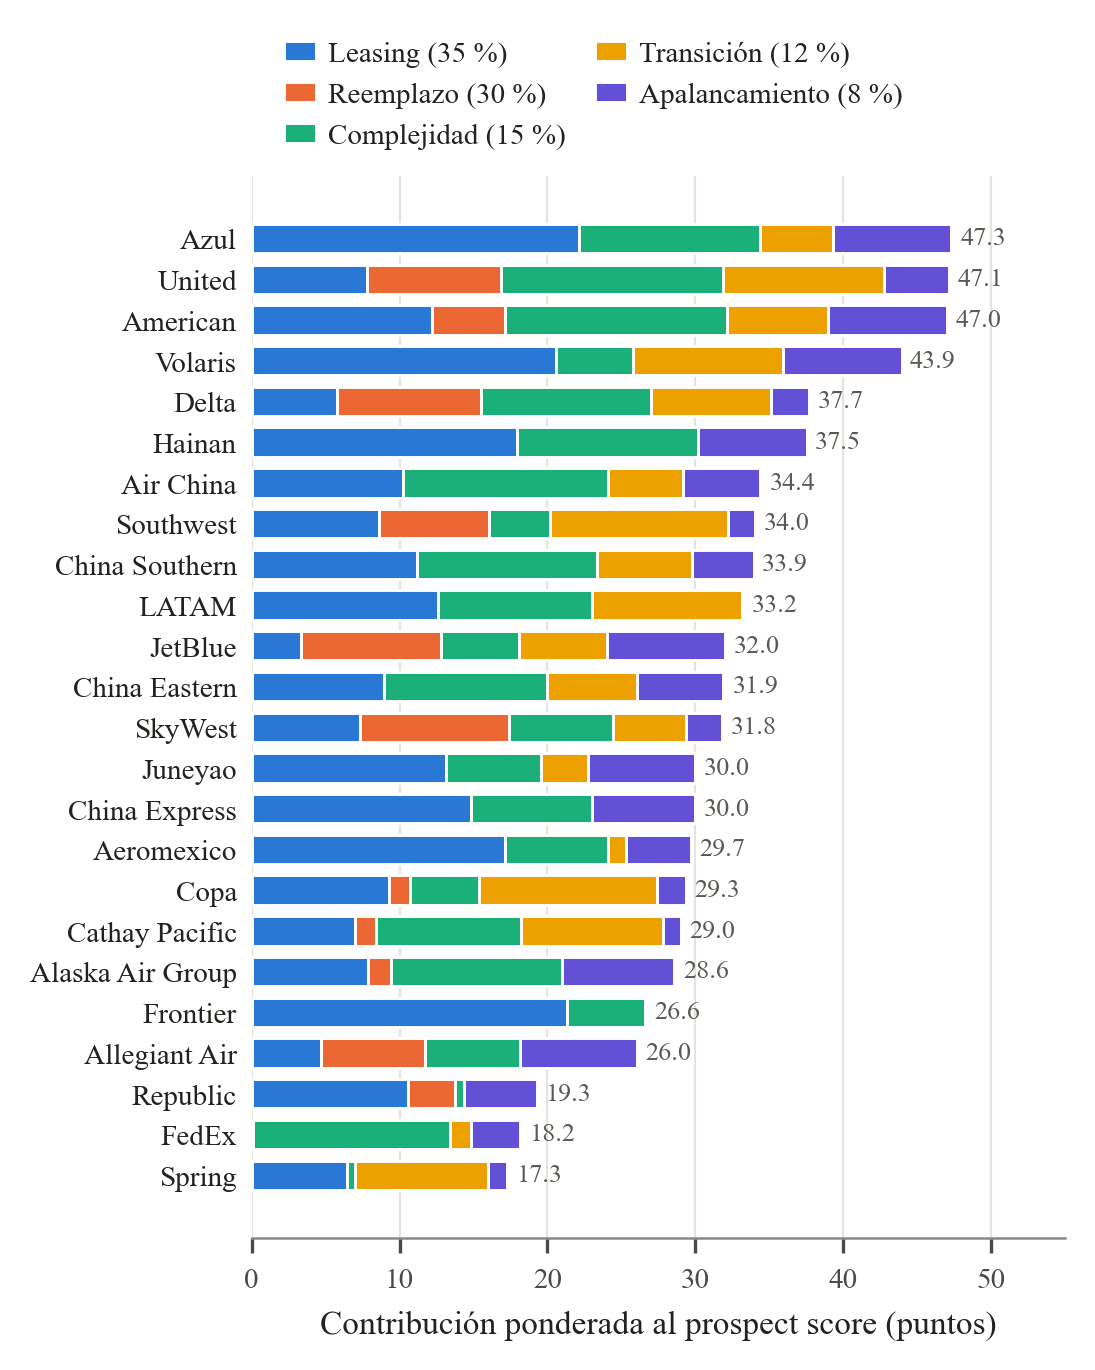 Leasing (35 %)
Reemplazo (30 %)
Complejidad (15 %)
Transición (12 %)
Apalancamiento (8 %)
Azul 47.3
United 47.1
American 47.0
Volaris 43.9
Delta 37.7
Hainan 37.5
Air China 34.4
Southwest 34.0
China Southern 33.9
LATAM 33.2
JetBlue 32.0
China Eastern 31.9
SkyWest 31.8
Juneyao 30.0
China Express 30.0
Aeromexico 29.7
Copa 29.3
Cathay Pacific 29.0
Alaska Air Group 28.6
Frontier 26.6
Allegiant Air 26.0
Republic 19.3
FedEx 18.2
Spring 17.3
0 10 20 30 40 50
Contribución ponderada al prospect score (puntos)